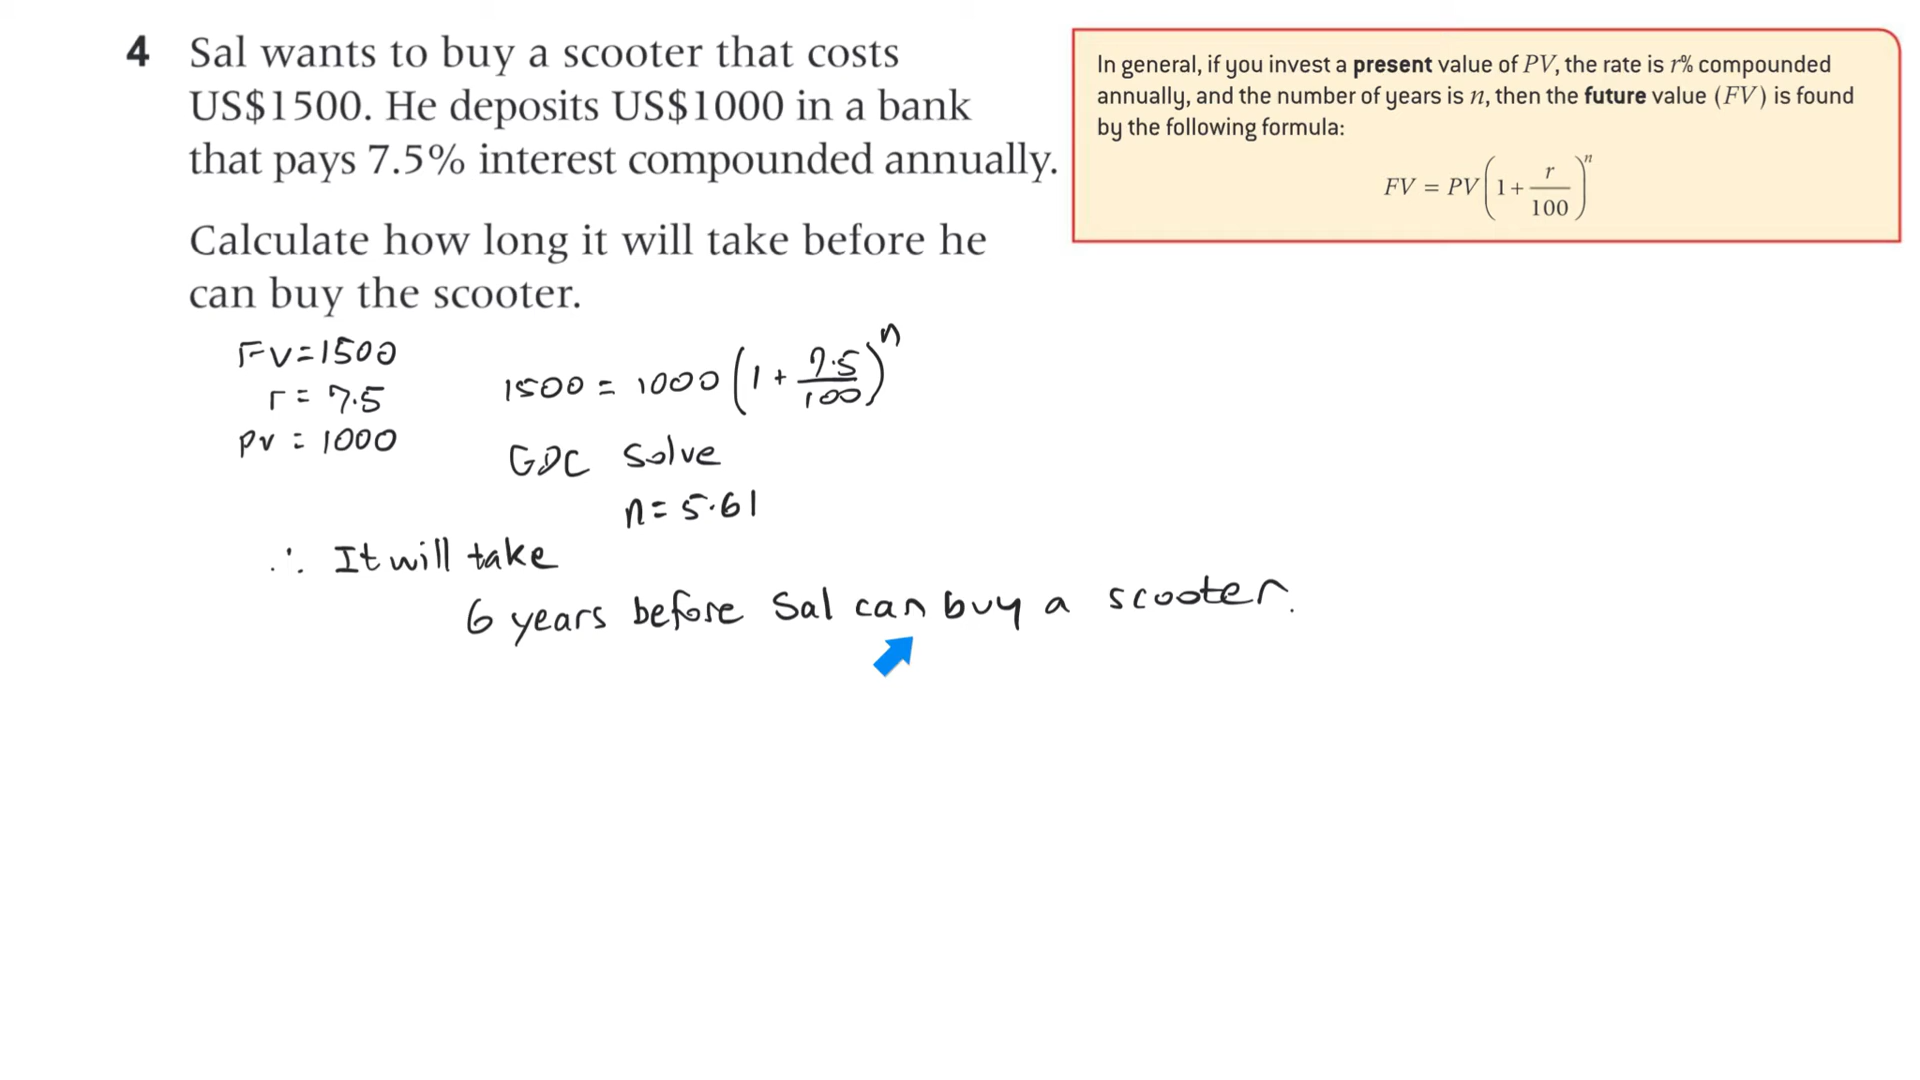 4 Sal wants to buy a scooter that costs
US$1500. He deposits US$1000 in a bank
that pays 7.5% interest compounded annually.
Calculate how long it will take before he
can buy the scooter.
In general, if you invest a present value of PV, the rate is r% compounded
annually, and the number of years is n, then the future value (FV) is found
by the following formula:
FV = PV(1 + r/100)^n
FV=1500
r = 7.5
PV = 1000
1500 = 1000 (1 + 7.5/100)^n
GDC solve
n = 5.61
∴ It will take
6 years before Sal can buy a scooter.